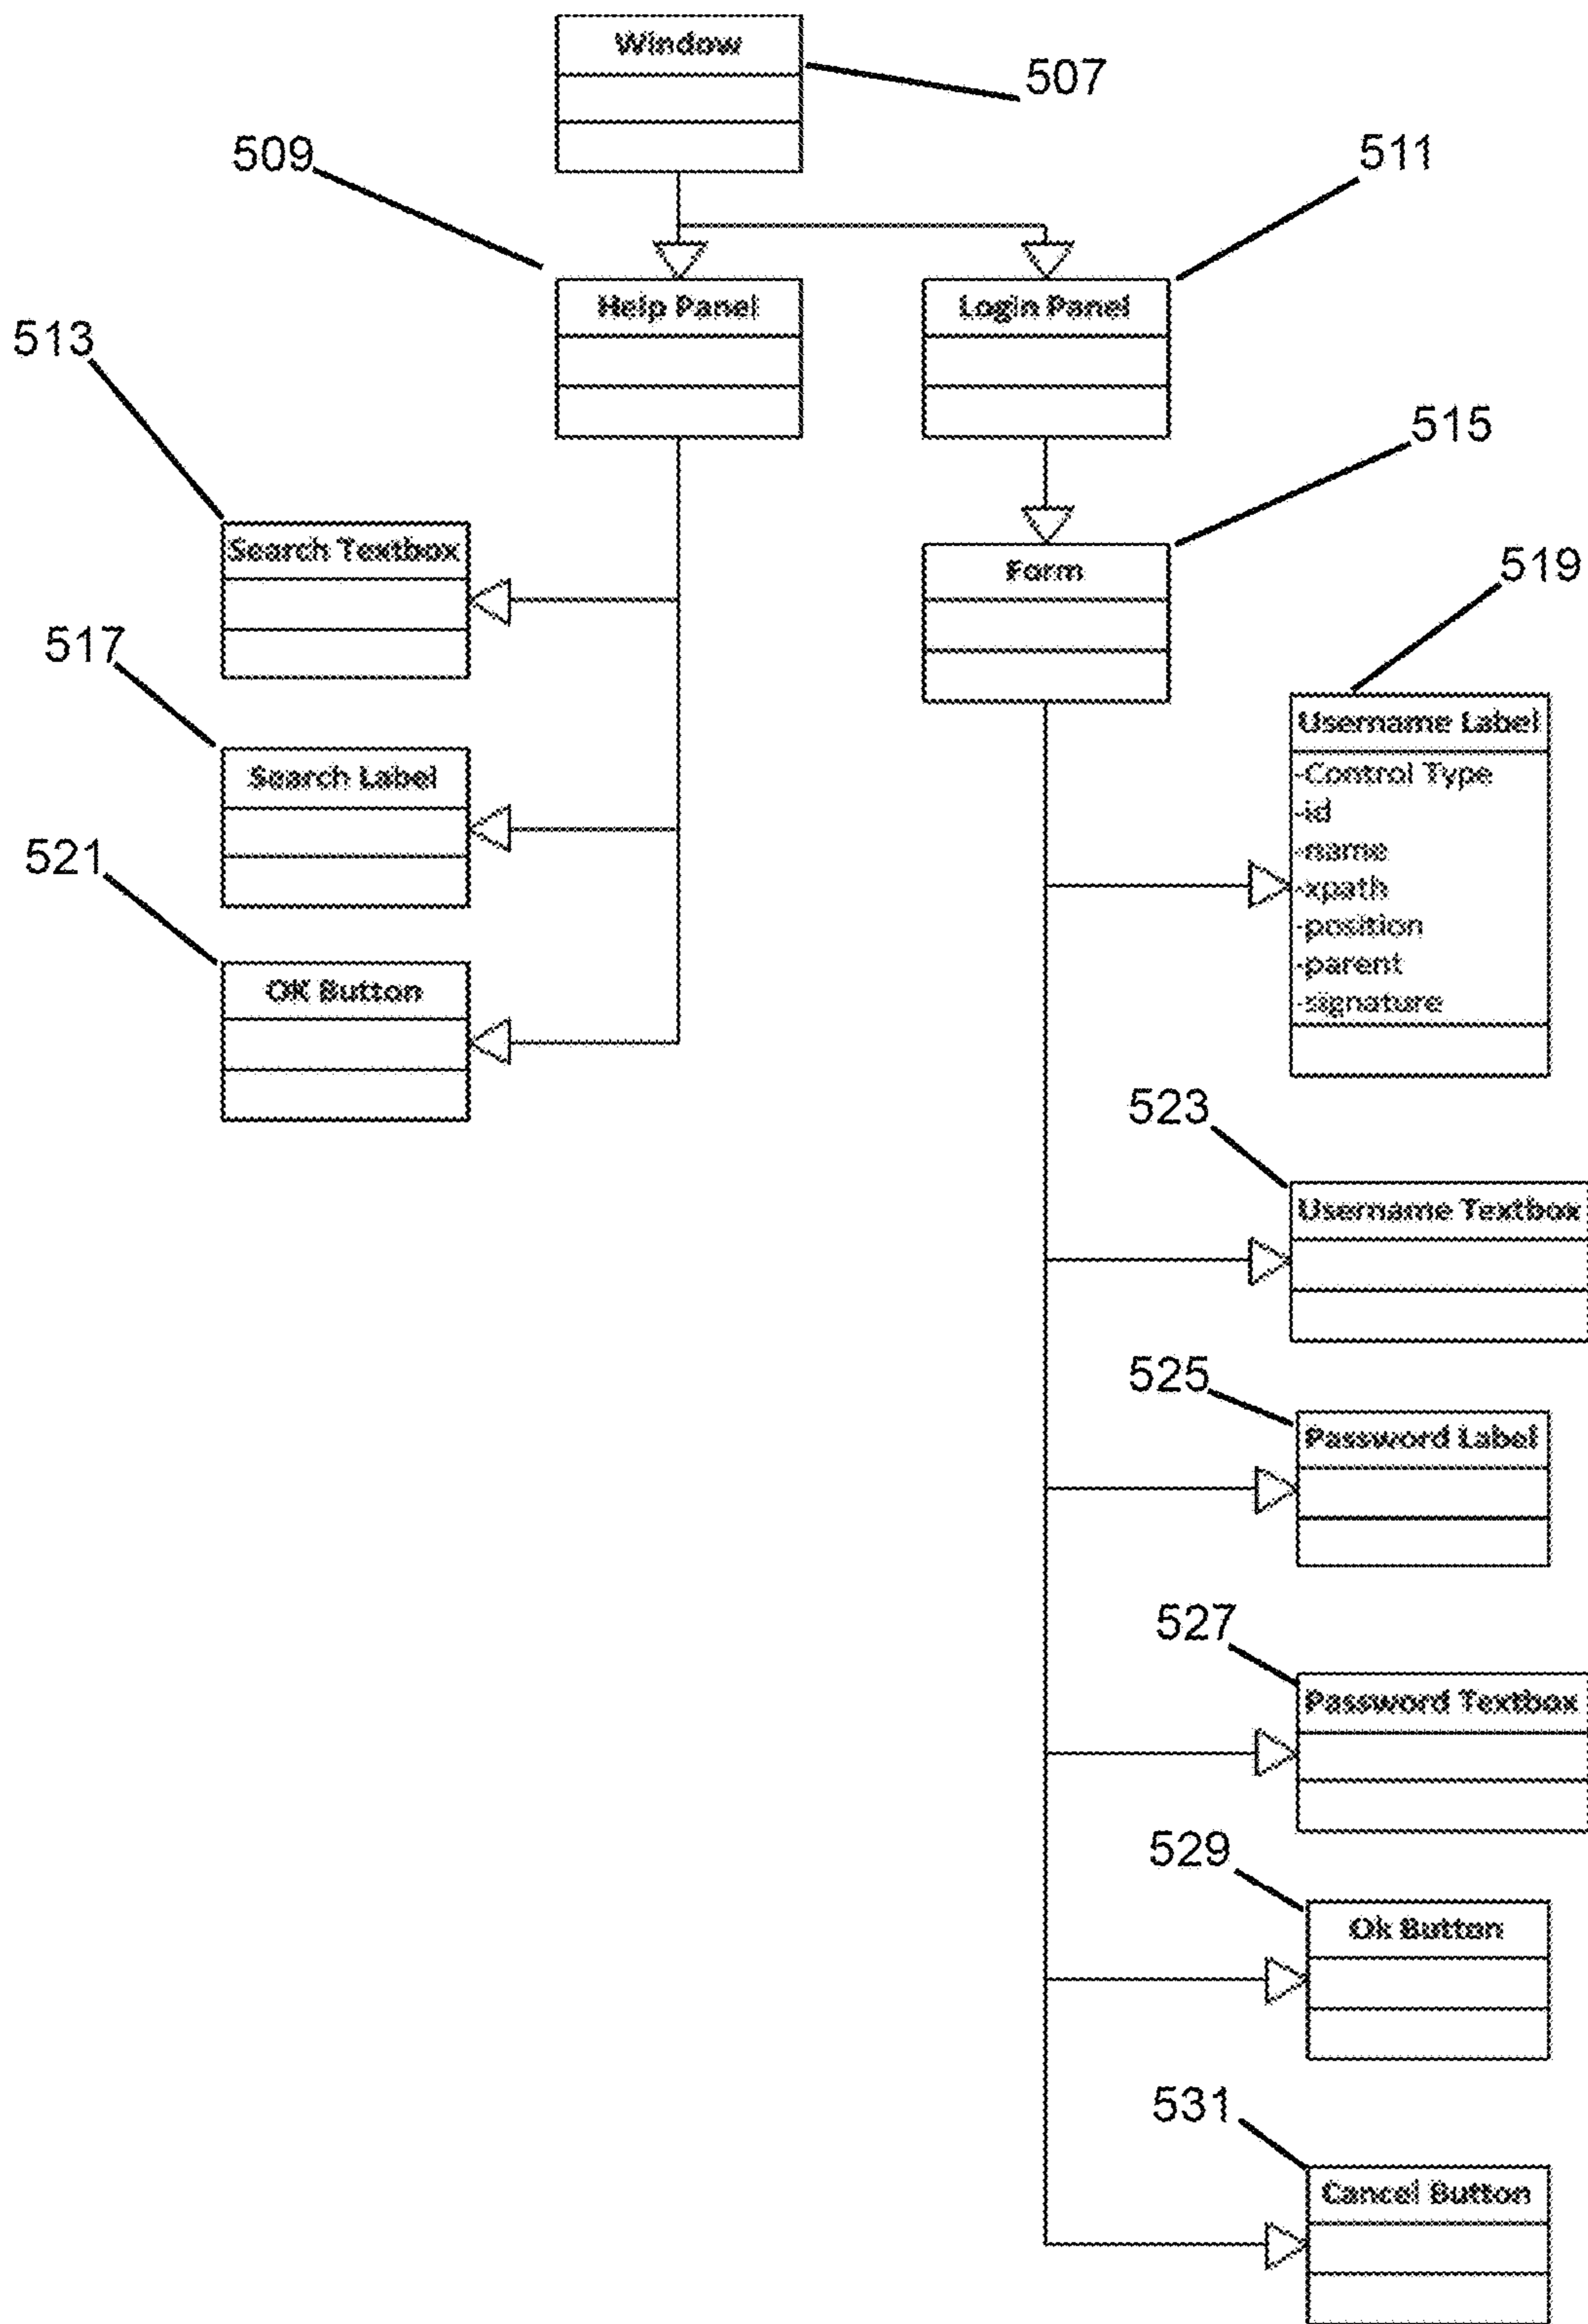 Window
507
509
511
Help Panel
Login Panel
513
515
Search Textbox
Form
519
517
Username Label
Search Label
-Control Type
-id
-name
-xpath
-position
-parent
-signature
521
OK Button
523
Username Textbox
525
Password Label
527
Password Textbox
529
Ok Button
531
Cancel Button